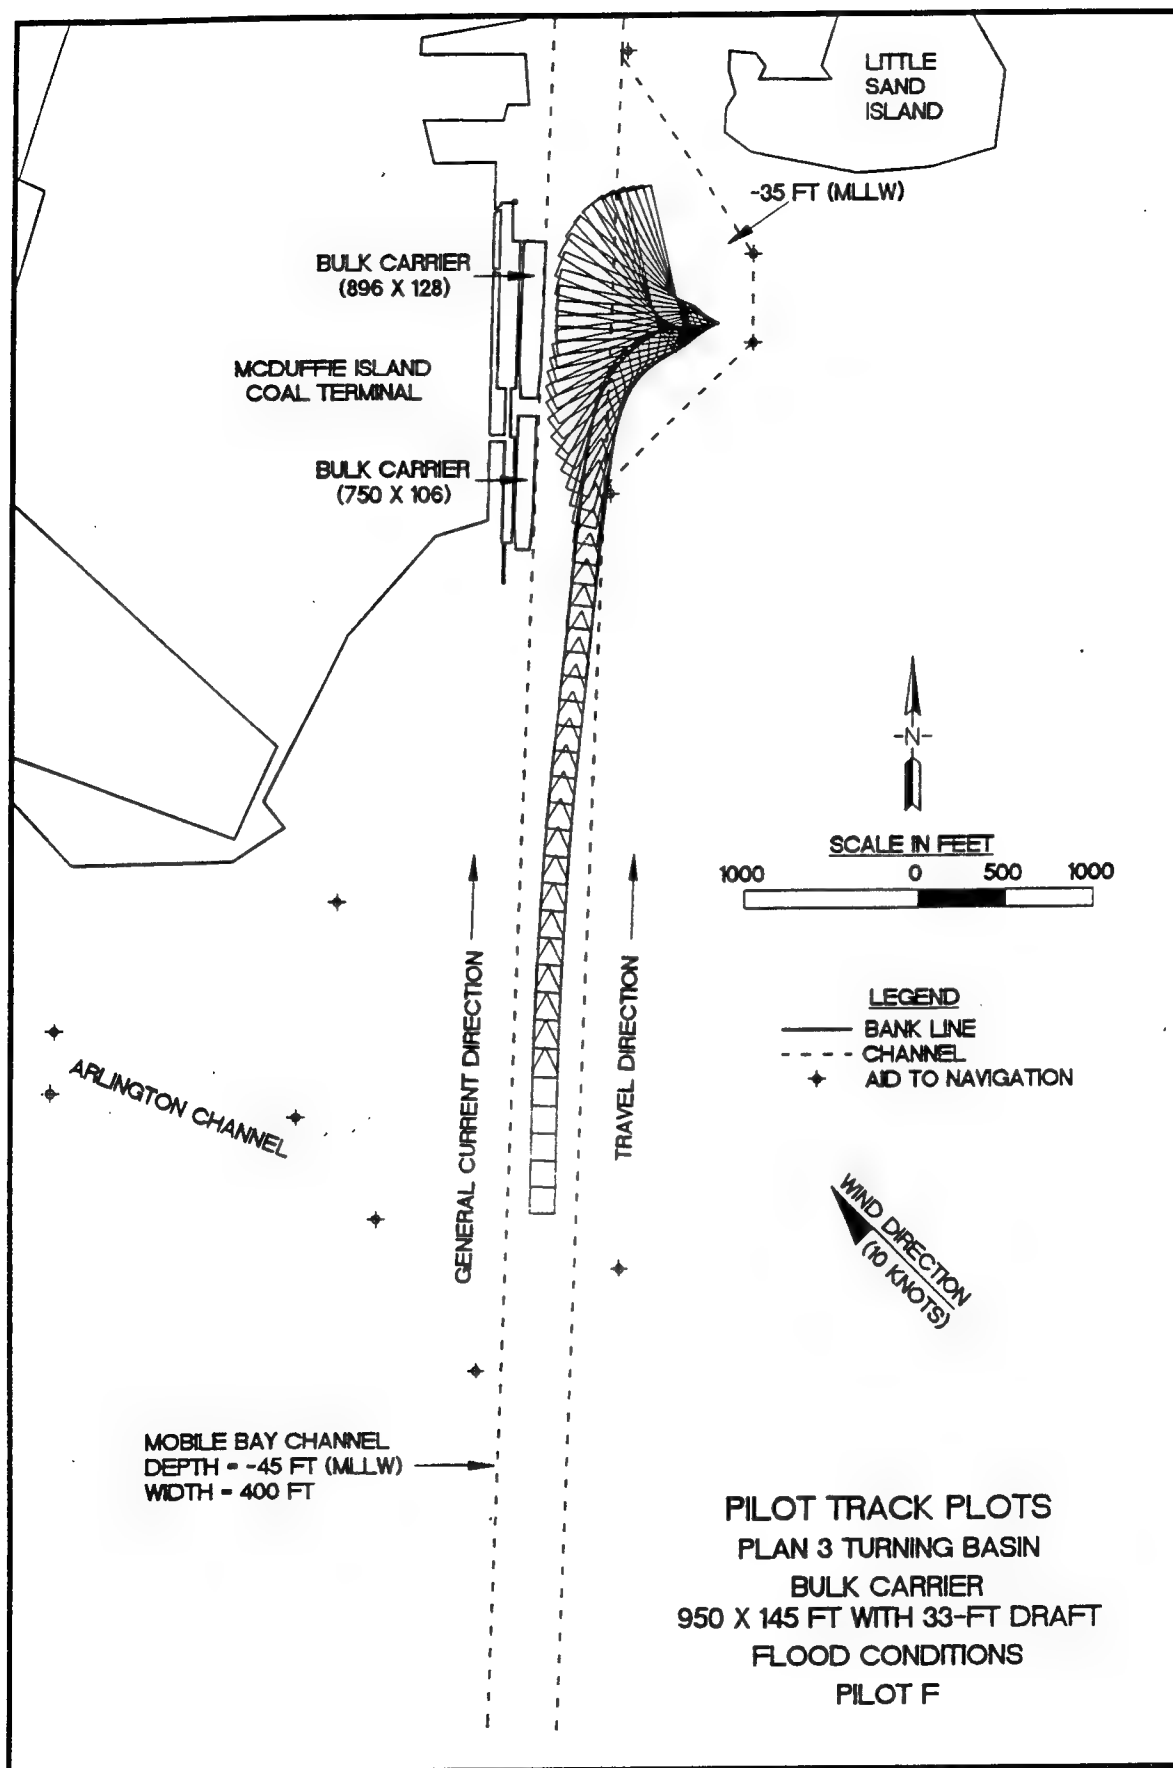 LITTLE
SAND
ISLAND
-35 FT (MLLW)
BULK CARRIER
(896 X 128)
MCDUFFIE ISLAND
COAL TERMINAL
BULK CARRIER
(750 X 106)
-N-
SCALE IN FEET
1000 0 500 1000
GENERAL CURRENT DIRECTION
TRAVEL DIRECTION
LEGEND
BANK LINE
CHANNEL
AID TO NAVIGATION
ARLINGTON CHANNEL
WIND DIRECTION
(10 KNOTS)
MOBILE BAY CHANNEL
DEPTH = -45 FT (MLLW)
WIDTH = 400 FT
PILOT TRACK PLOTS
PLAN 3 TURNING BASIN
BULK CARRIER
950 X 145 FT WITH 33-FT DRAFT
FLOOD CONDITIONS
PILOT F